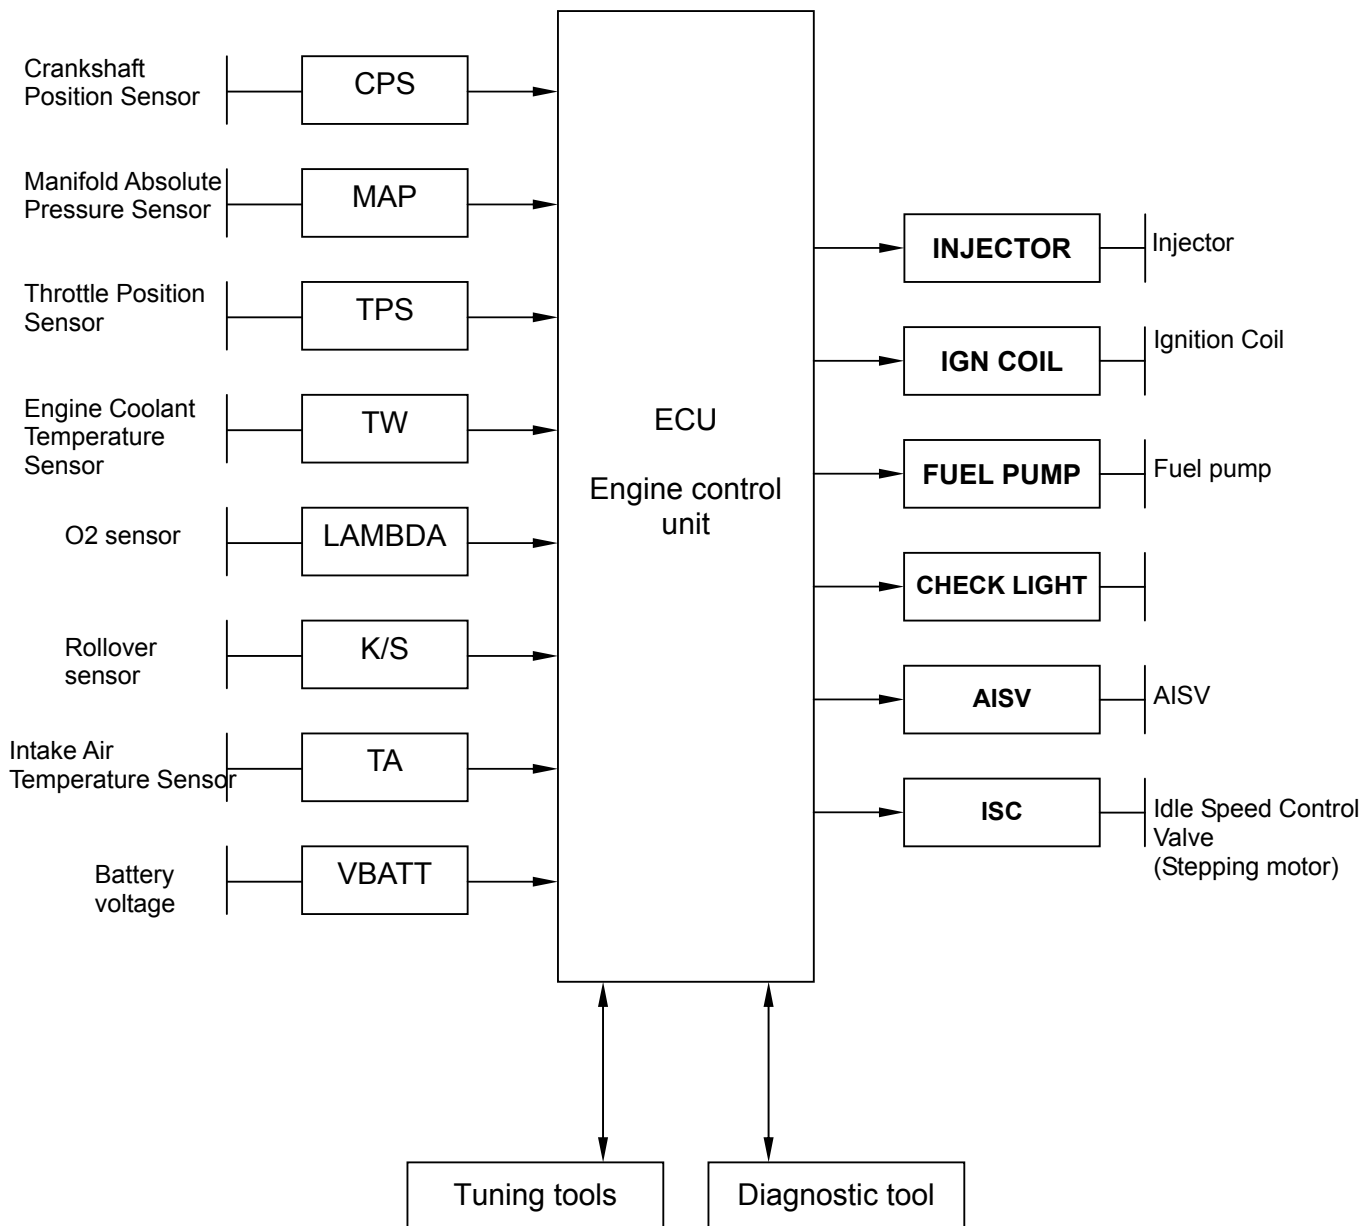 Crankshaft
Position Sensor
CPS
Manifold Absolute
Pressure Sensor
MAP
Throttle Position
Sensor
TPS
Engine Coolant
Temperature
Sensor
TW
O2 sensor
LAMBDA
Rollover
sensor
K/S
Intake Air
Temperature Sensor
TA
Battery
voltage
VBATT
ECU
Engine control
unit
INJECTOR
Injector
IGN COIL
Ignition Coil
FUEL PUMP
Fuel pump
CHECK LIGHT
AISV
AISV
ISC
Idle Speed Control
Valve
(Stepping motor)
Tuning tools
Diagnostic tool